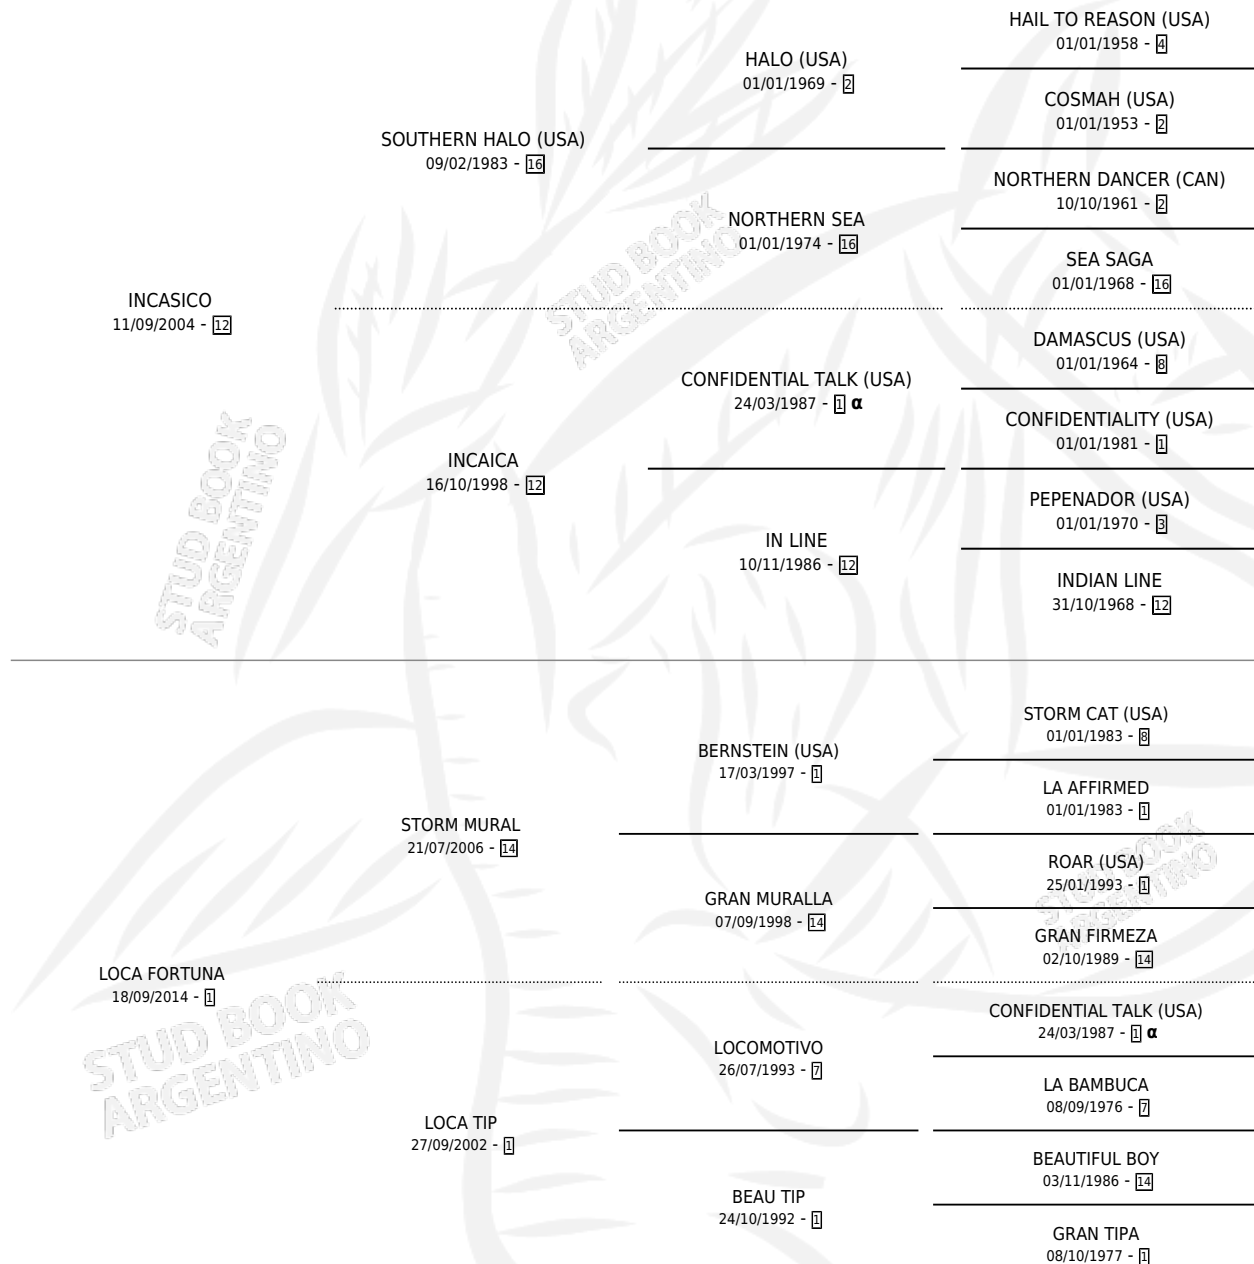 HAIL TO REASON (USA)
01/01/1958 - 4
HALO (USA)
01/01/1969 - 2
COSMAH (USA)
01/01/1953 - 2
SOUTHERN HALO (USA)
09/02/1983 - 16
NORTHERN DANCER (CAN)
10/10/1961 - 2
NORTHERN SEA
01/01/1974 - 16
SEA SAGA
01/01/1968 - 16
INCASICO
11/09/2004 - 12
DAMASCUS (USA)
01/01/1964 - 8
CONFIDENTIAL TALK (USA)
24/03/1987 - 1 α
CONFIDENTIALITY (USA)
01/01/1981 - 1
INCAICA
16/10/1998 - 12
PEPENADOR (USA)
01/01/1970 - 3
IN LINE
10/11/1986 - 12
INDIAN LINE
31/10/1968 - 12
STORM CAT (USA)
01/01/1983 - 8
BERNSTEIN (USA)
17/03/1997 - 1
LA AFFIRMED
01/01/1983 - 1
STORM MURAL
21/07/2006 - 14
ROAR (USA)
25/01/1993 - 1
GRAN MURALLA
07/09/1998 - 14
GRAN FIRMEZA
02/10/1989 - 14
LOCA FORTUNA
18/09/2014 - 1
CONFIDENTIAL TALK (USA)
24/03/1987 - 1 α
LOCOMOTIVO
26/07/1993 - 7
LA BAMBUCA
08/09/1976 - 7
LOCA TIP
27/09/2002 - 1
BEAUTIFUL BOY
03/11/1986 - 14
BEAU TIP
24/10/1992 - 1
GRAN TIPA
08/10/1977 - 1
STUD BOOK
ARGENTINO
STUD BOOK
ARGENTINO
STUD BOOK
ARGENTINO
STUD BOOK
ARGENTINO